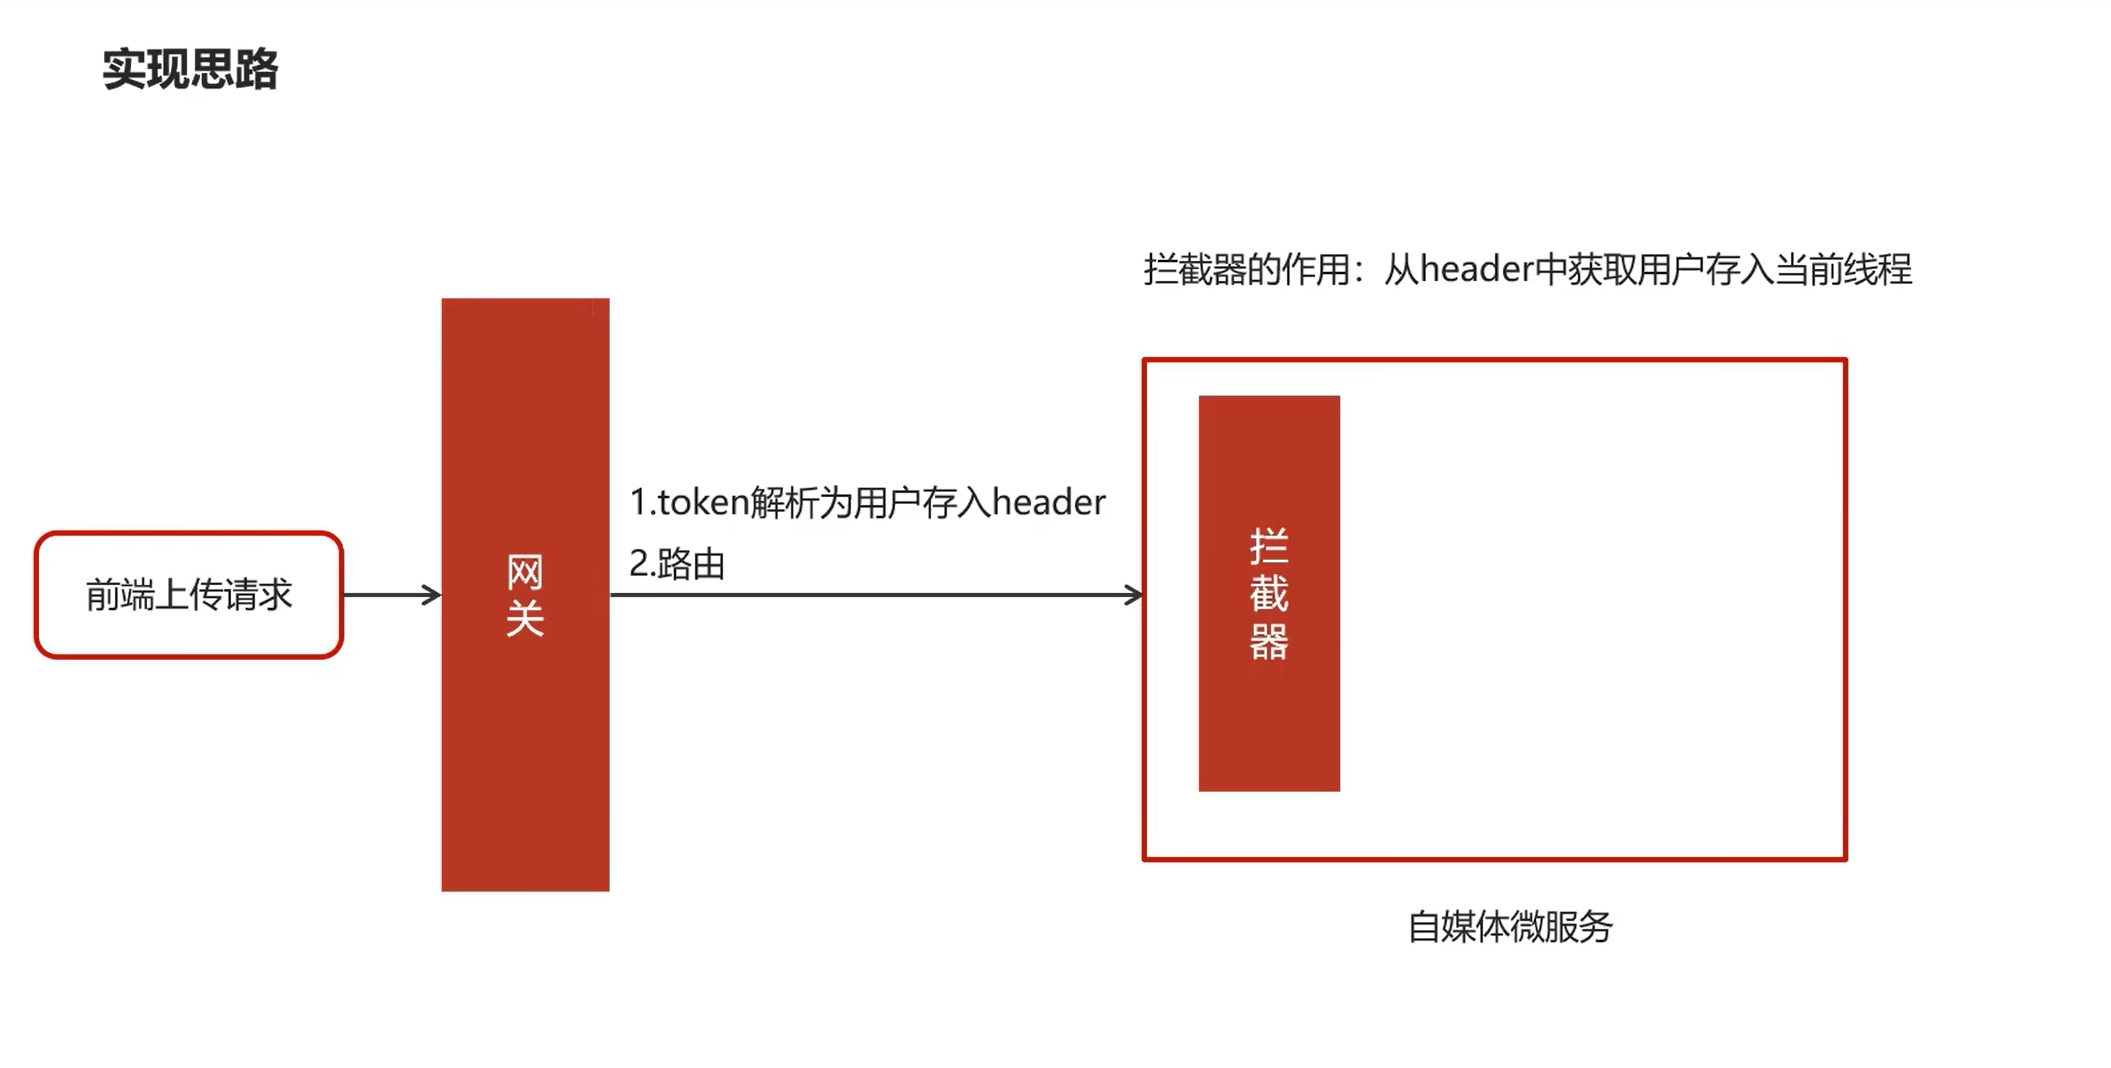 实现思路
拦截器的作用：从header中获取用户存入当前线程
1.token解析为用户存入header
2.路由
前端上传请求
网关
拦截器
自媒体微服务